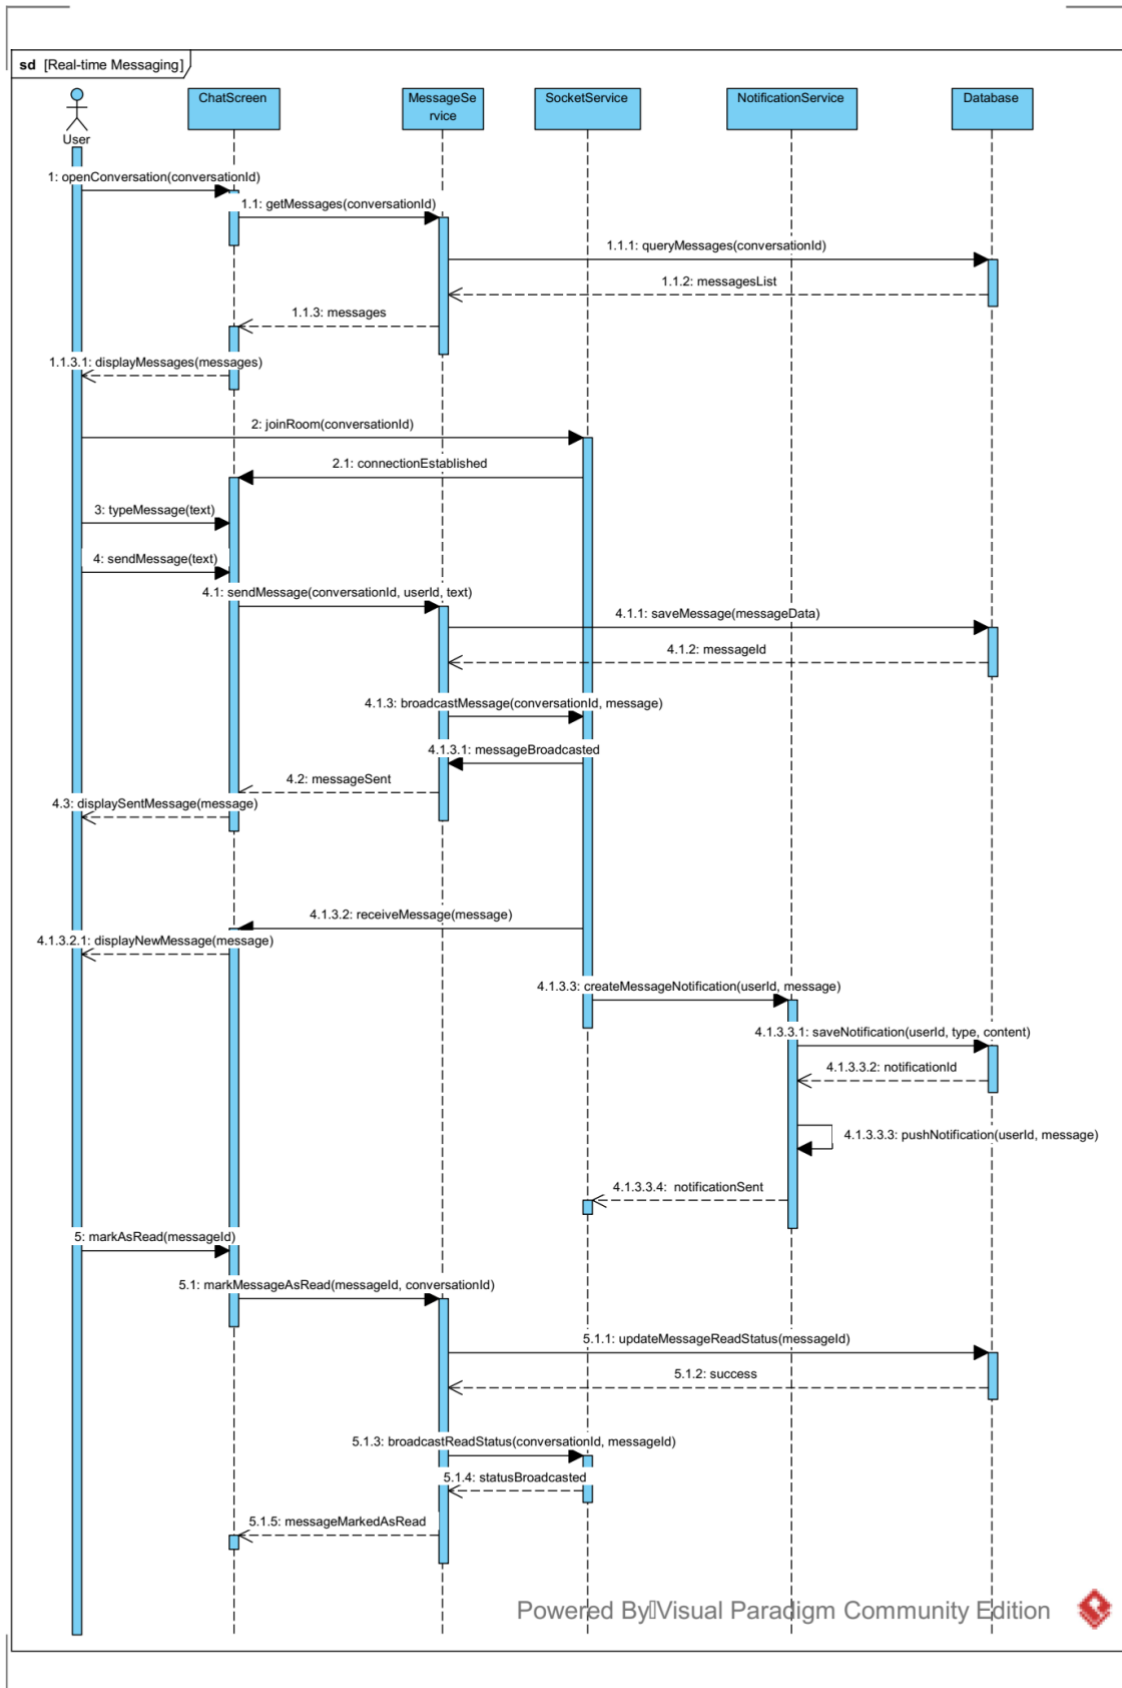 sd [Real-time Messaging]
User
ChatScreen
MessageSe
rvice
SocketService
NotificationService
Database
1: openConversation(conversationId)
1.1: getMessages(conversationId)
1.1.1: queryMessages(conversationId)
1.1.2: messagesList
1.1.3: messages
1.1.3.1: displayMessages(messages)
2: joinRoom(conversationId)
2.1: connectionEstablished
3: typeMessage(text)
4: sendMessage(text)
4.1: sendMessage(conversationId, userId, text)
4.1.1: saveMessage(messageData)
4.1.2: messageId
4.1.3: broadcastMessage(conversationId, message)
4.1.3.1: messageBroadcasted
4.2: messageSent
4.3: displaySentMessage(message)
4.1.3.2: receiveMessage(message)
4.1.3.2.1: displayNewMessage(message)
4.1.3.3: createMessageNotification(userId, message)
4.1.3.3.1: saveNotification(userId, type, content)
4.1.3.3.2: notificationId
4.1.3.3.3: pushNotification(userId, message)
4.1.3.3.4: notificationSent
5: markAsRead(messageId)
5.1: markMessageAsRead(messageId, conversationId)
5.1.1: updateMessageReadStatus(messageId)
5.1.2: success
5.1.3: broadcastReadStatus(conversationId, messageId)
5.1.4: statusBroadcasted
5.1.5: messageMarkedAsRead
Powered By▯Visual Paradigm Community Edition